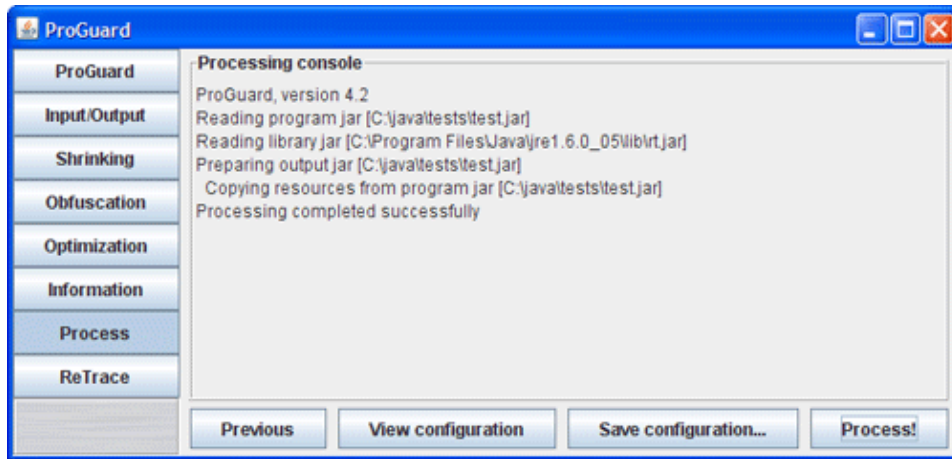 ProGuard
ProGuard
Input/Output
Shrinking
Obfuscation
Optimization
Information
Process
ReTrace
Processing console
ProGuard, version 4.2
Reading program jar [C:\java\tests\test.jar]
Reading library jar [C:\Program Files\Java\jre1.6.0_05\lib\rt.jar]
Preparing output jar [C:\java\tests\test.jar]
Copying resources from program jar [C:\java\tests\test.jar]
Processing completed successfully
Previous
View configuration
Save configuration...
Process!